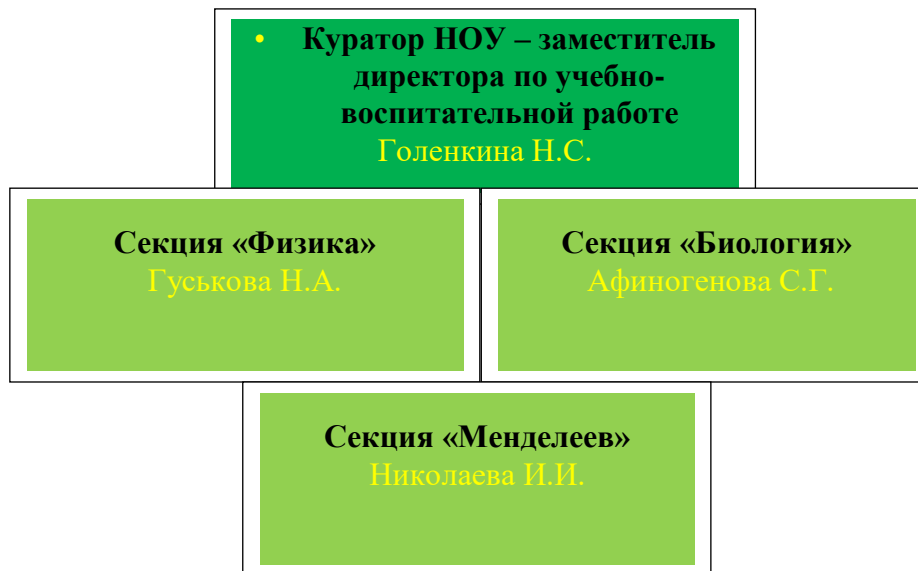 • Куратор НОУ – заместитель
директора по учебно-
воспитательной работе
Голенкина Н.С.
Секция «Физика»
Гуськова Н.А.
Секция «Биология»
Афиногенова С.Г.
Секция «Менделеев»
Николаева И.И.